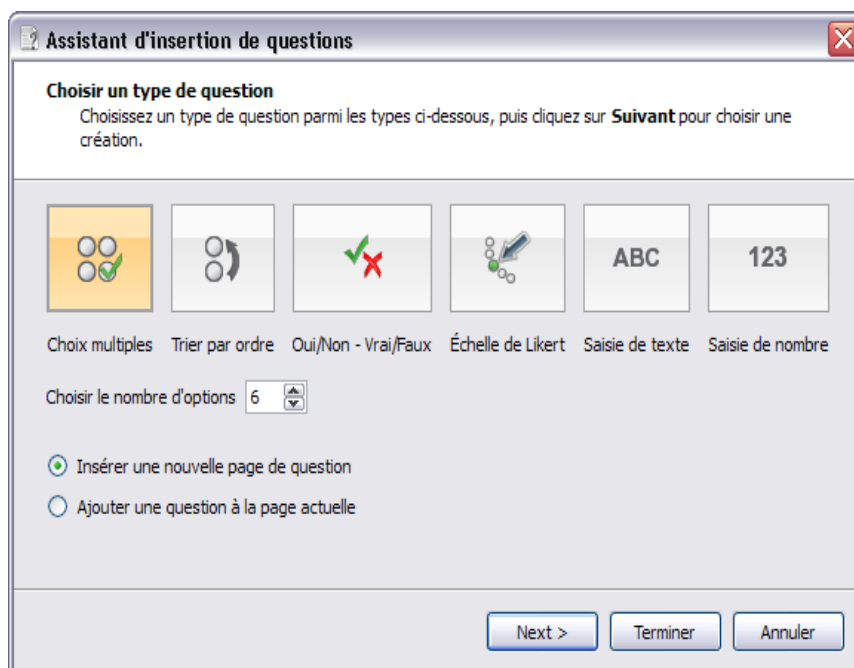 Assistant d'insertion de questions
Choisir un type de question
Choisissez un type de question parmi les types ci-dessous, puis cliquez sur Suivant pour choisir une
création.
ABC
123
Choix multiples
Trier par ordre
Oui/Non - Vrai/Faux
Échelle de Likert
Saisie de texte
Saisie de nombre
Choisir le nombre d'options 6
Insérer une nouvelle page de question
Ajouter une question à la page actuelle
Next >
Terminer
Annuler